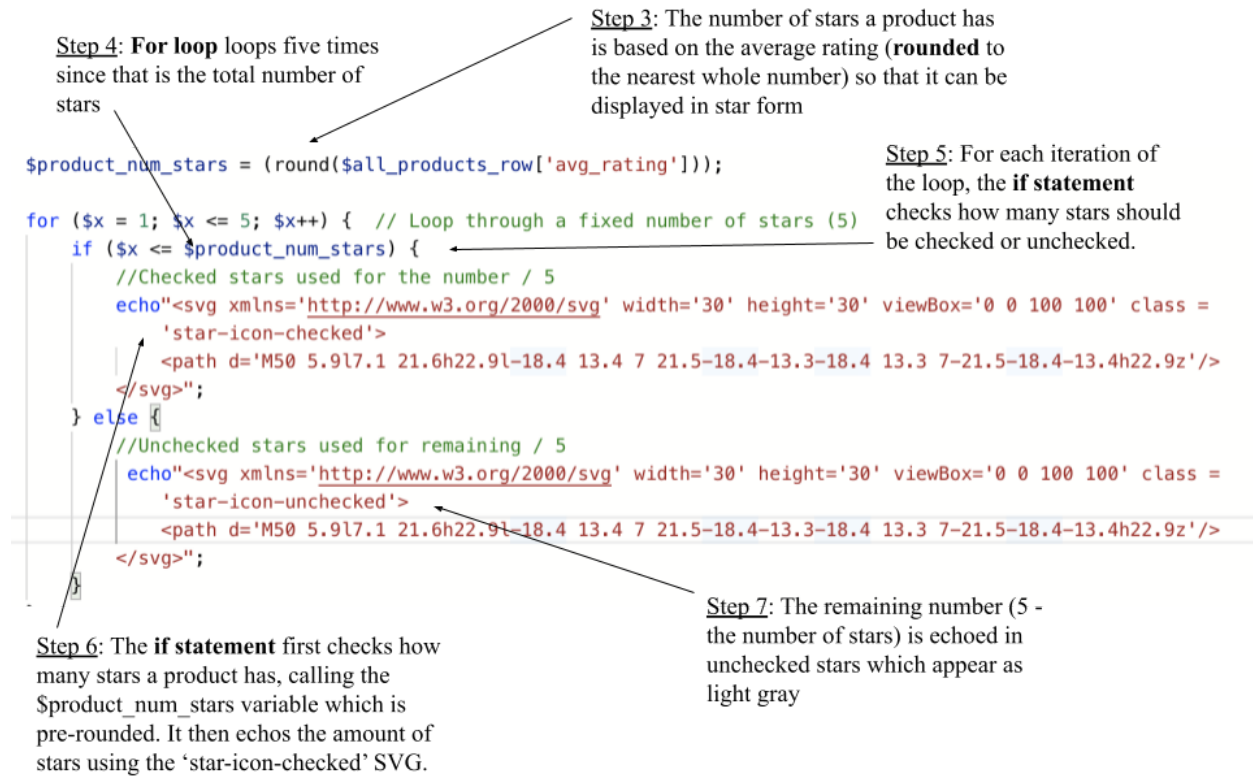 Step 4: For loop loops five times
since that is the total number of
stars
Step 3: The number of stars a product has
is based on the average rating (rounded to
the nearest whole number) so that it can be
displayed in star form
$product_num_stars = (round($all_products_row['avg_rating']));
Step 5: For each iteration of
the loop, the if statement
checks how many stars should
be checked or unchecked.
for ($x = 1; $x <= 5; $x++) {  // Loop through a fixed number of stars (5)
if ($x <= $product_num_stars) {
//Checked stars used for the number / 5
echo"<svg xmlns='http://www.w3.org/2000/svg' width='30' height='30' viewBox='0 0 100 100' class =
'star-icon-checked'>
<path d='M50 5.9l7.1 21.6h22.9l-18.4 13.4 7 21.5-18.4-13.3-18.4 13.3 7-21.5-18.4-13.4h22.9z'/>
</svg>";
} else {
//Unchecked stars used for remaining / 5
echo"<svg xmlns='http://www.w3.org/2000/svg' width='30' height='30' viewBox='0 0 100 100' class =
'star-icon-unchecked'>
<path d='M50 5.9l7.1 21.6h22.9l-18.4 13.4 7 21.5-18.4-13.3-18.4 13.3 7-21.5-18.4-13.4h22.9z'/>
</svg>";
}
Step 6: The if statement first checks how
many stars a product has, calling the
$product_num_stars variable which is
pre-rounded. It then echos the amount of
stars using the ‘star-icon-checked’ SVG.
Step 7: The remaining number (5 -
the number of stars) is echoed in
unchecked stars which appear as
light gray